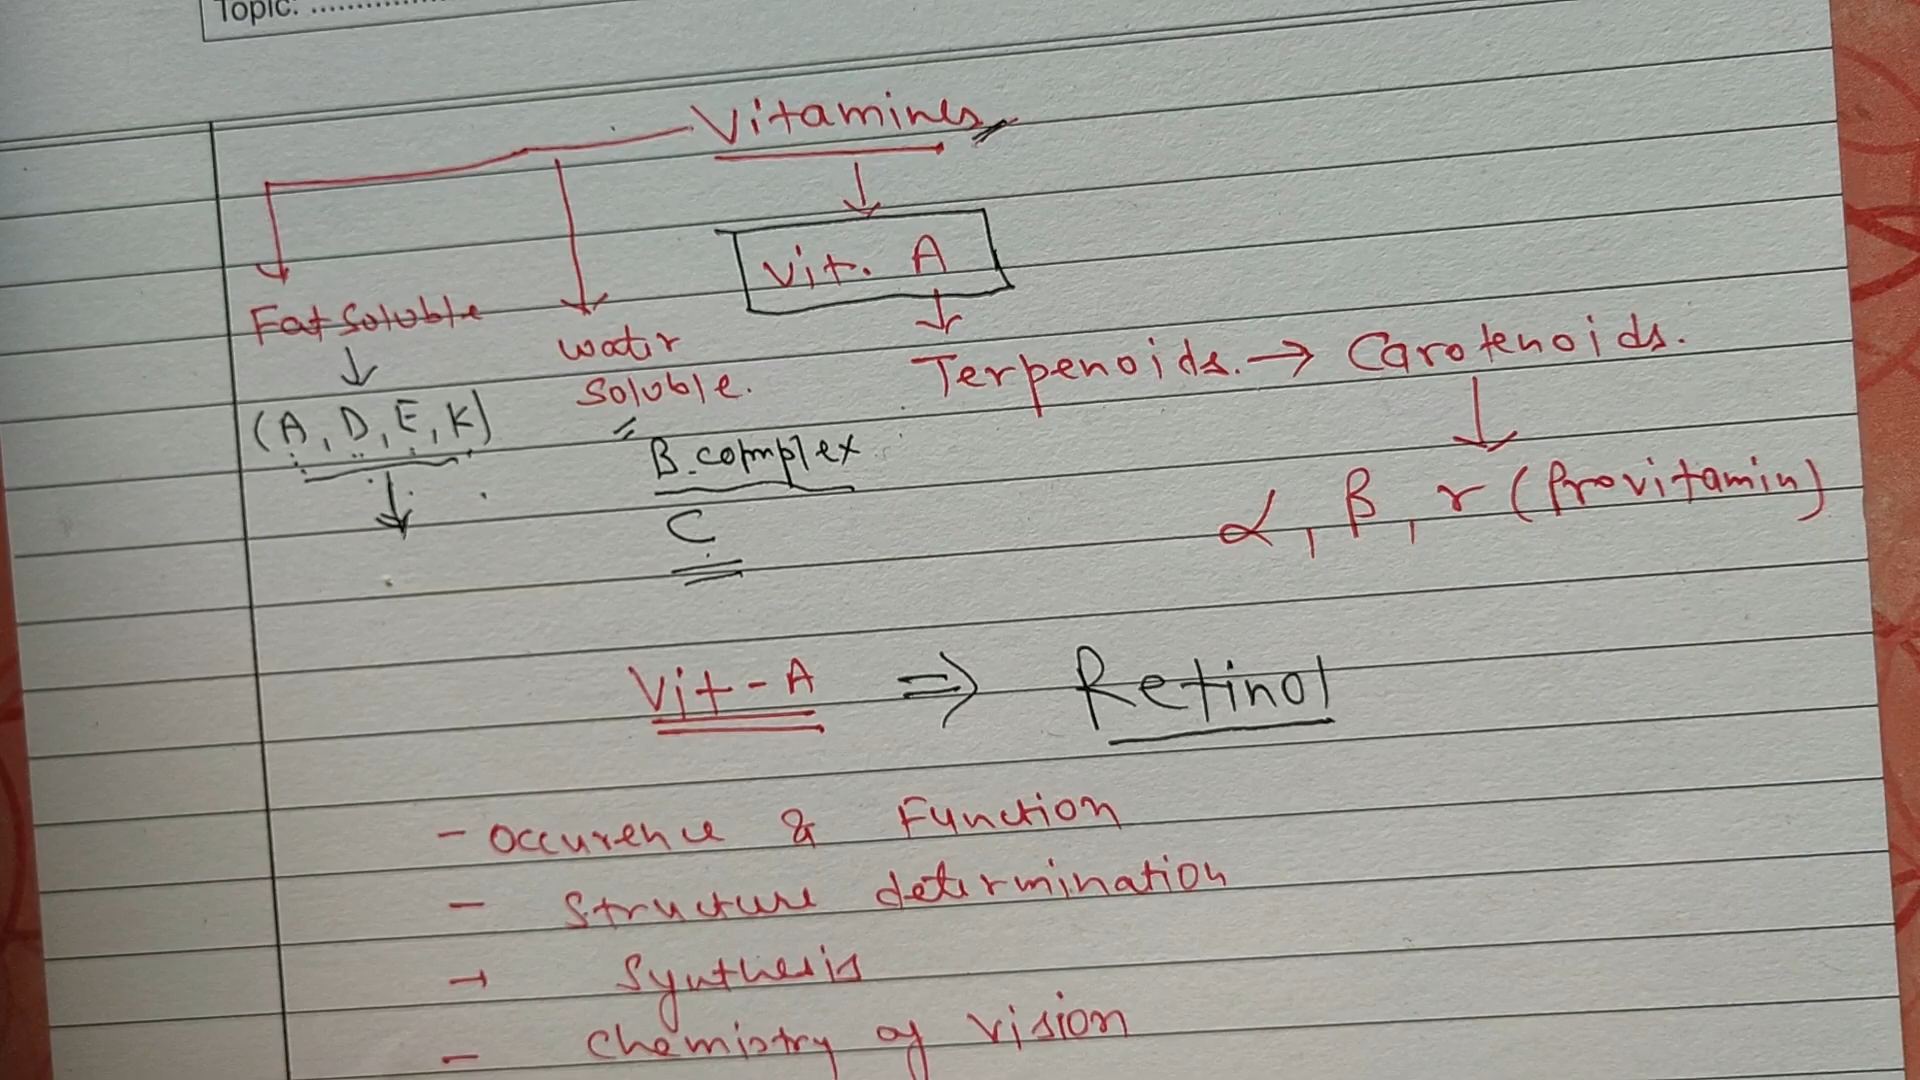 Topic: ..................
Vitamines
Vit. A
Fat soluble
water
soluble.
Terpenoids. → Carotenoids.
(A, D, E, K)
B. complex
C
α, β, r (Provitamin)
Vit - A ⇒ Retinol
- Occurence & Function
- Structure determination
→ Synthesis
- Chemistry of vision